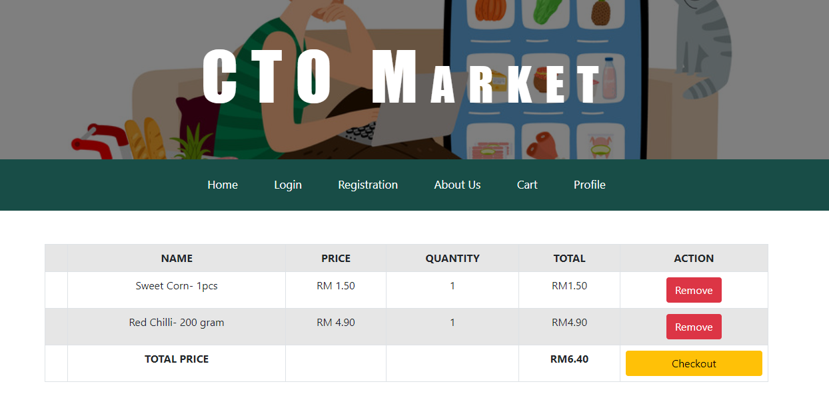 CTO MARKET
Home Login Registration About Us Cart Profile
NAME PRICE QUANTITY TOTAL ACTION
Sweet Corn- 1pcs RM 1.50 1 RM1.50 Remove
Red Chilli- 200 gram RM 4.90 1 RM4.90 Remove
TOTAL PRICE RM6.40 Checkout